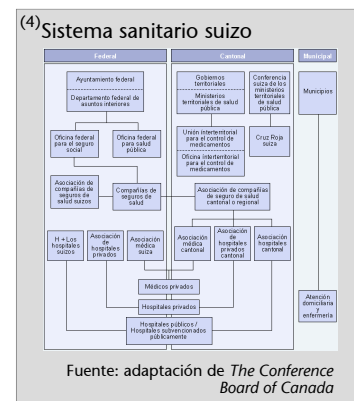 (4)Sistema sanitario suizo
Federal
Cantonal
Municipal
Ayuntamiento federal
Departamento federal de
asuntos interiores
Gobiernos
territoriales
Ministerios
territoriales de salud
pública
Conferencia
suiza de los
ministerios
territoriales
de salud
pública
Municipios
Oficina federal
para el seguro
social
Oficina federal
para salud
pública
Unión interterritorial
para el control de
medicamentos
Oficina interterritorial
para el control de
medicamentos
Cruz Roja
suiza
Asociación de
compañías de
seguros de
salud suizos
Compañías de
seguros de
salud
Asociación de compañías
de seguro de salud
cantonal o regional
H + Los
hospitales
suizos
Asociación
de
hospitales
privados
Asociación
médica
suiza
Asociación
médica
cantonal
Asociación
de
hospitales
privados
cantonal
Asociación
hospitales
cantonal
Médicos privados
Hospitales privados
Hospitales públicos /
Hospitales subvencionados
públicamente
Atención
domiciliaria
y
enfermería
Fuente: adaptación de The Conference
Board of Canada